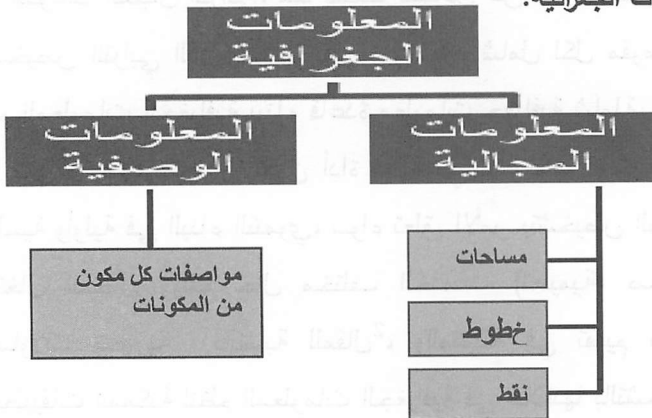 المعلومات
الجغرافية
المعلومات
المجالية
مساحات
خطوط
نقط
المعلومات
الوصفية
مواصفات كل مكون
من المكونات